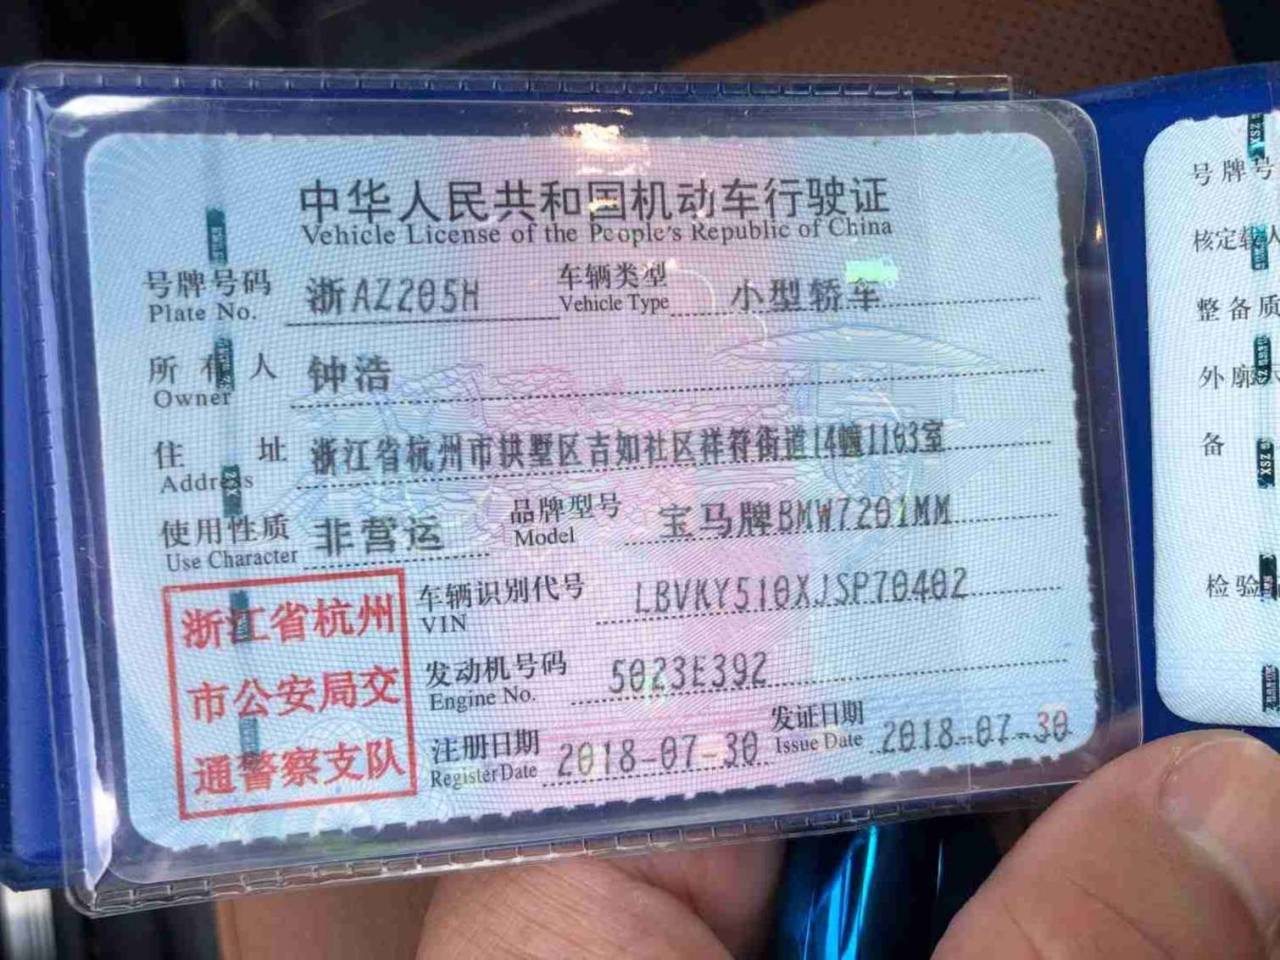 中华人民共和国机动车行驶证
Vehicle License of the People's Republic of China
号牌号码 浙AZ205H 车辆类型 小型轿车
Plate No. Vehicle Type
所有人 钟浩
Owner
住 址 浙江省杭州市拱墅区吉如社区祥符街道14幢1103室
Address
使用性质 非营运 品牌型号 宝马牌BMW7201MM
Use Character Model
浙江省杭州
市公安局交
通警察支队
车辆识别代号 LBVKY510XJSP70402
VIN
发动机号码 5023E392
Engine No.
注册日期 2018-07-30 发证日期 2018-07-30
Register Date Issue Date
号牌号
核定载人
整备质
外廓
备
检验
XSZ